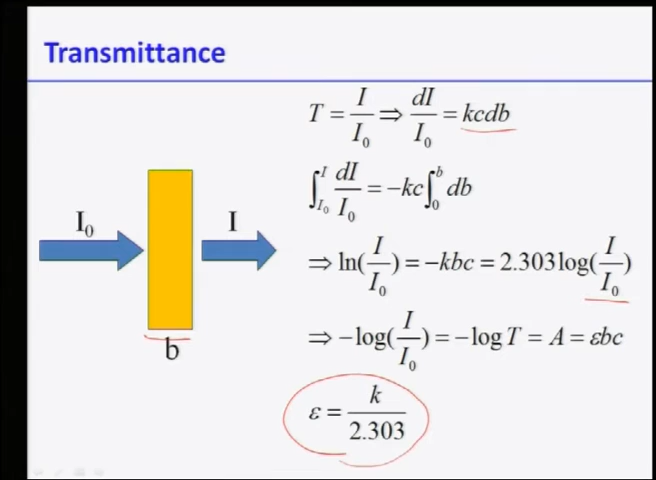 Transmittance
T = I/I₀ ⇒ dI/I₀ = kcdb
∫_{I₀}^{I} dI/I₀ = −kc ∫_{0}^{b} db
I₀ I
⇒ ln(I/I₀) = −kbc = 2.303log(I/I₀)
⇒ −log(I/I₀) = −log T = A = εbc
b
ε = k/2.303